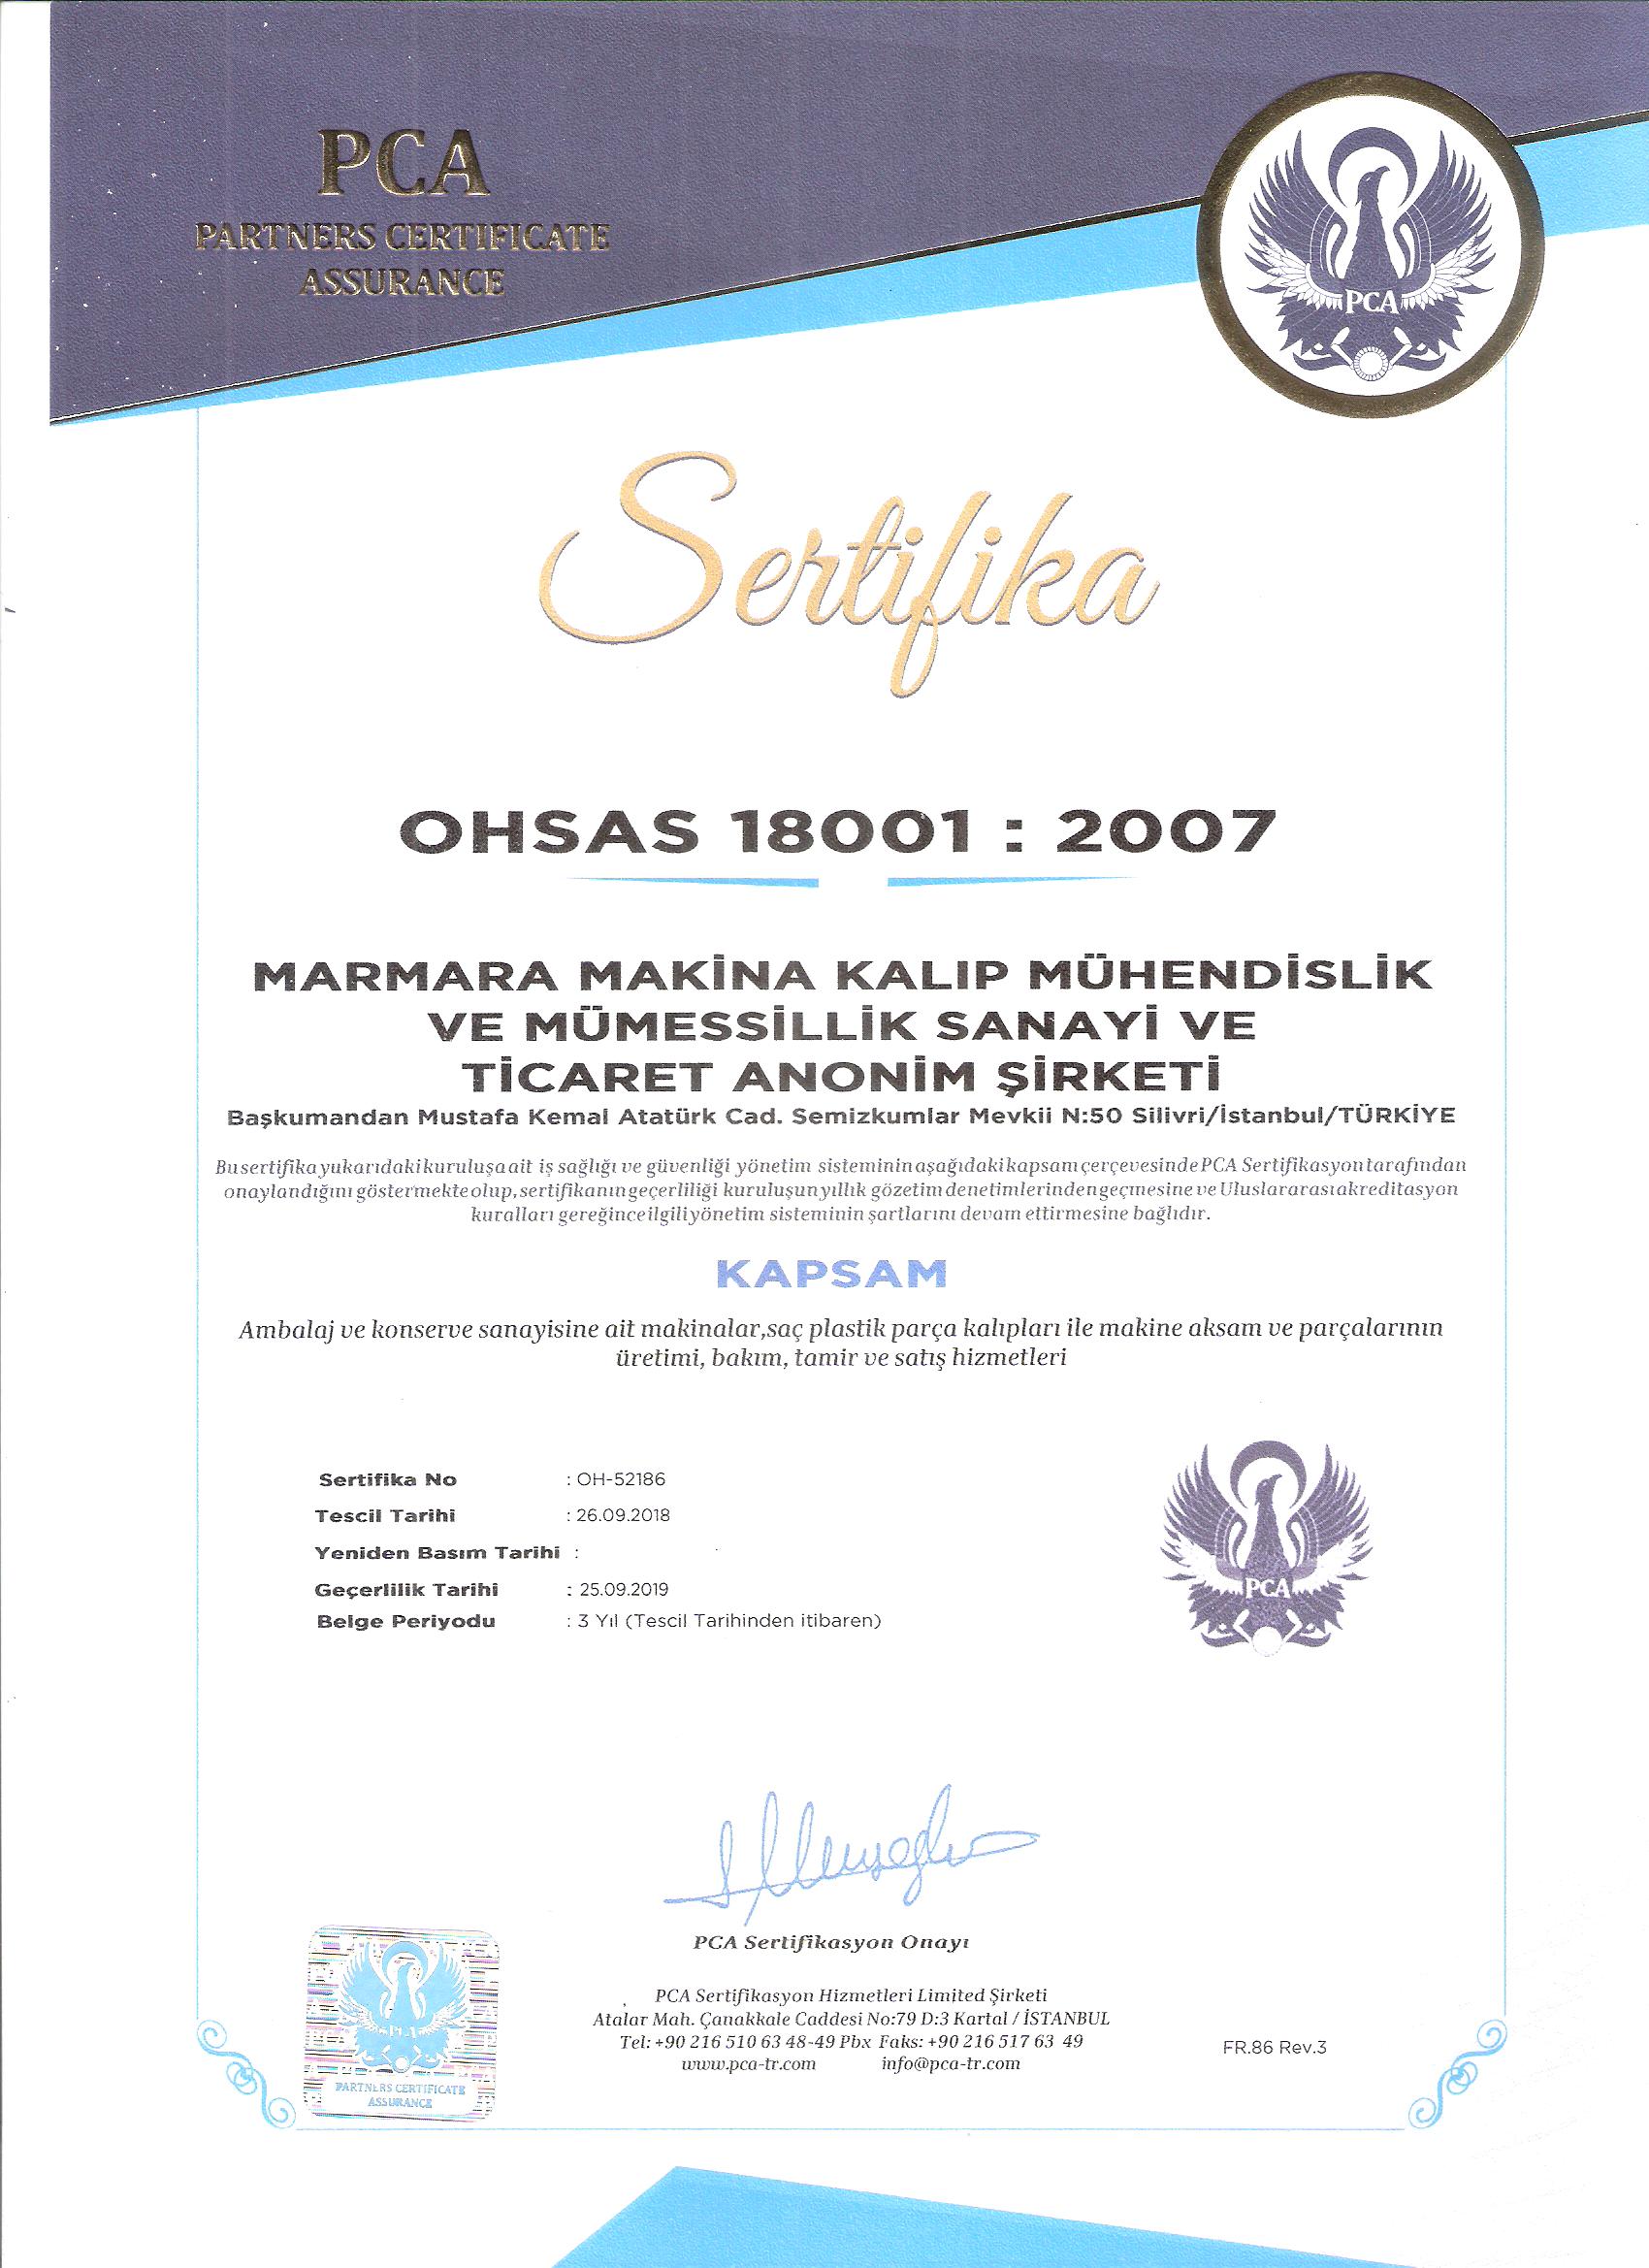 PCA
PARTNERS CERTIFICATE
ASSURANCE
PCA
Sertifika
OHSAS 18001 : 2007
MARMARA MAKİNA KALIP MÜHENDİSLİK
VE MÜMESSİLLİK SANAYİ VE
TİCARET ANONİM ŞİRKETİ
Başkumandan Mustafa Kemal Atatürk Cad. Semizkumlar Mevkii N:50 Silivri/İstanbul/TÜRKİYE
Bu sertifika yukarıdaki kuruluşa ait iş sağlığı ve güvenliği yönetim sisteminin aşağıdaki kapsam çerçevesinde PCA Sertifikasyon tarafından
onaylandığını göstermekte olup, sertifikanın geçerliliği kuruluşun yıllık gözetim denetimlerinden geçmesine ve Uluslararası akreditasyon
kuralları gereğince ilgili yönetim sisteminin şartlarını devam ettirmesine bağlıdır.
KAPSAM
Ambalaj ve konserve sanayisine ait makinalar,saç plastik parça kalıpları ile makine aksam ve parçalarının
üretimi, bakım, tamir ve satış hizmetleri
Sertifika No : OH-52186
Tescil Tarihi : 26.09.2018
Yeniden Basım Tarihi :
Geçerlilik Tarihi : 25.09.2019
Belge Periyodu : 3 Yıl (Tescil Tarihinden itibaren)
PCA
PCA Sertifikasyon Onayı
PCA Sertifikasyon Hizmetleri Limited Şirketi
Atalar Mah. Çanakkale Caddesi No:79 D:3 Kartal / İSTANBUL
Tel: +90 216 510 63 48-49 Pbx Faks: +90 216 517 63 49
www.pca-tr.com info@pca-tr.com
FR.86 Rev.3
PCA
PARTNERS CERTIFICATE
ASSURANCE